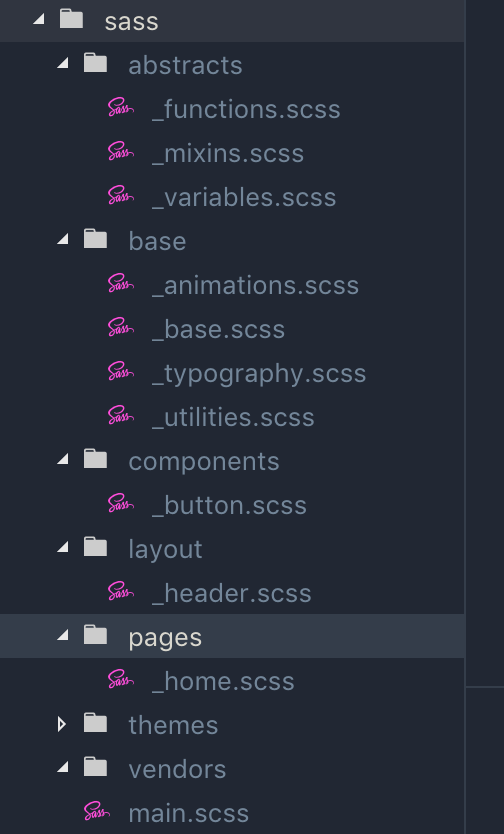 sass
abstracts
_functions.scss
_mixins.scss
_variables.scss
base
_animations.scss
_base.scss
_typography.scss
_utilities.scss
components
_button.scss
layout
_header.scss
pages
_home.scss
themes
vendors
main.scss